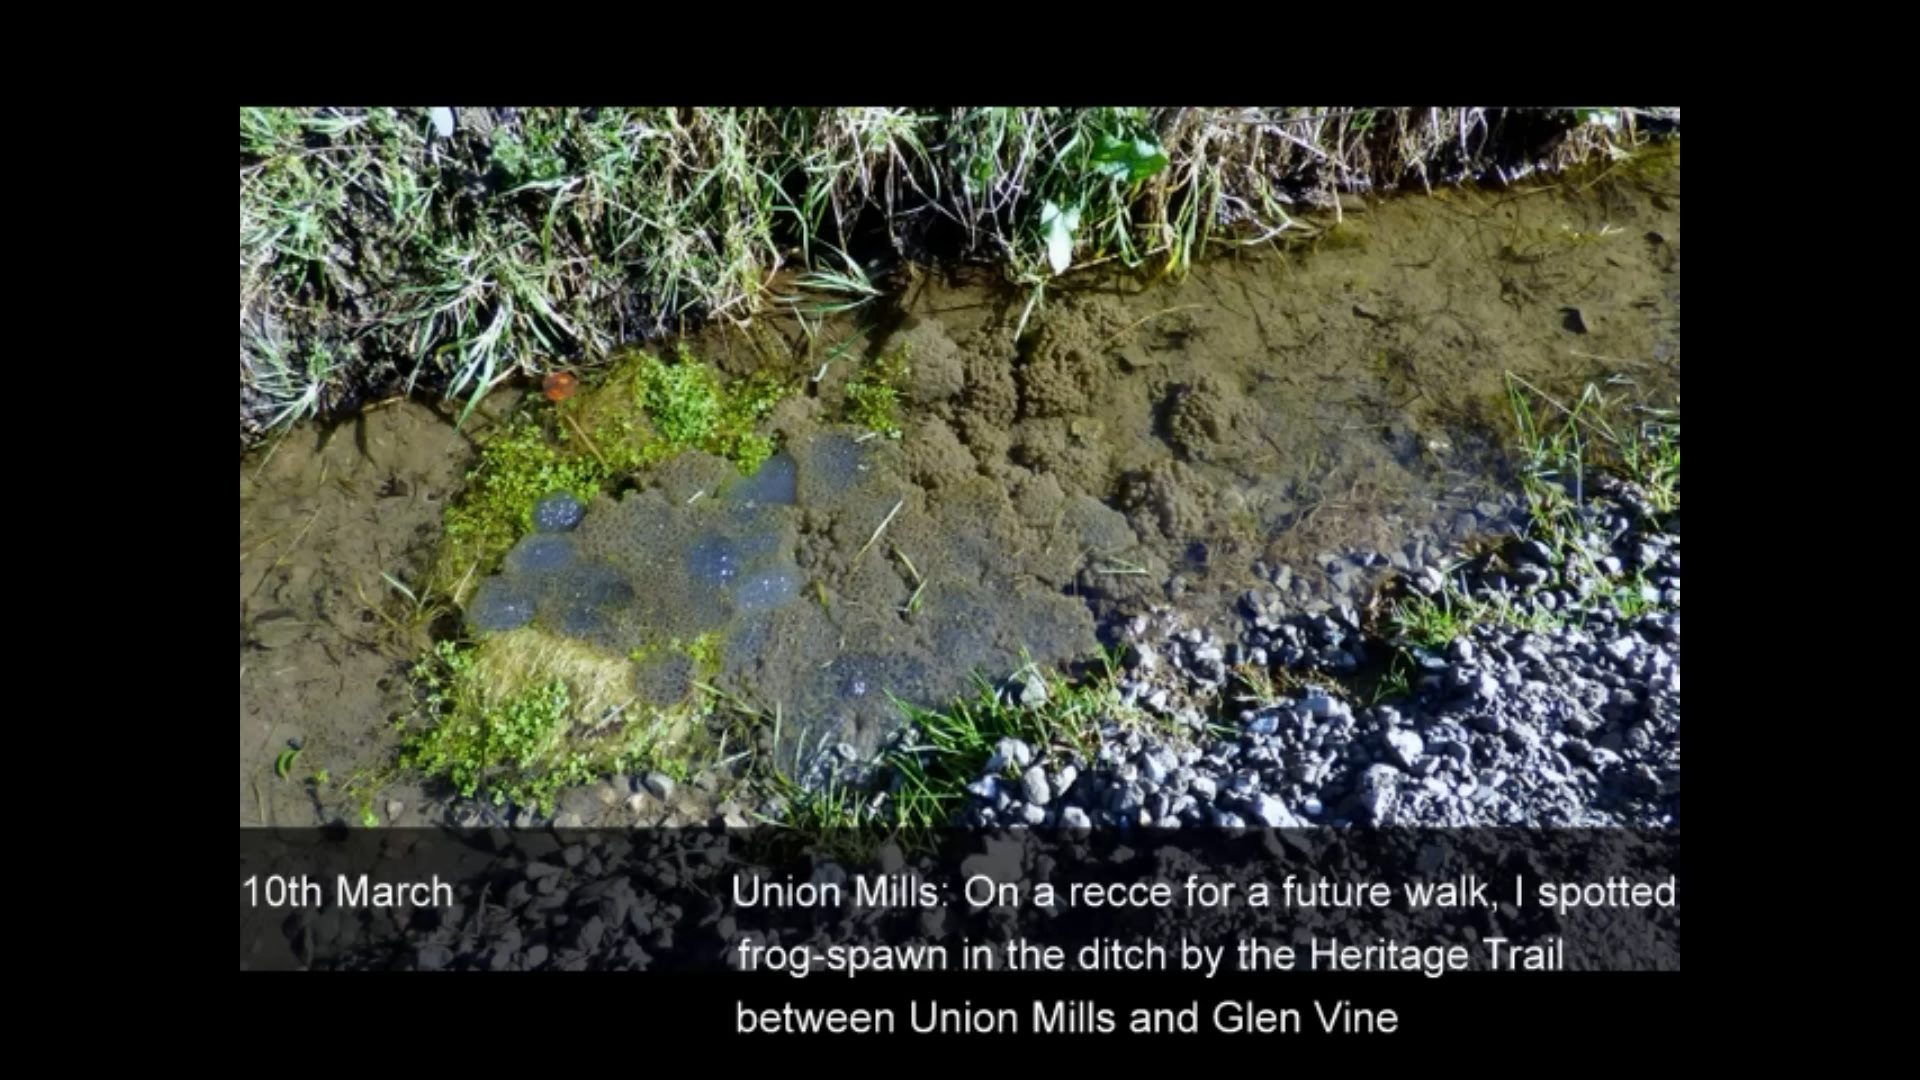 10th March
Union Mills: On a recce for a future walk, I spotted
frog-spawn in the ditch by the Heritage Trail
between Union Mills and Glen Vine